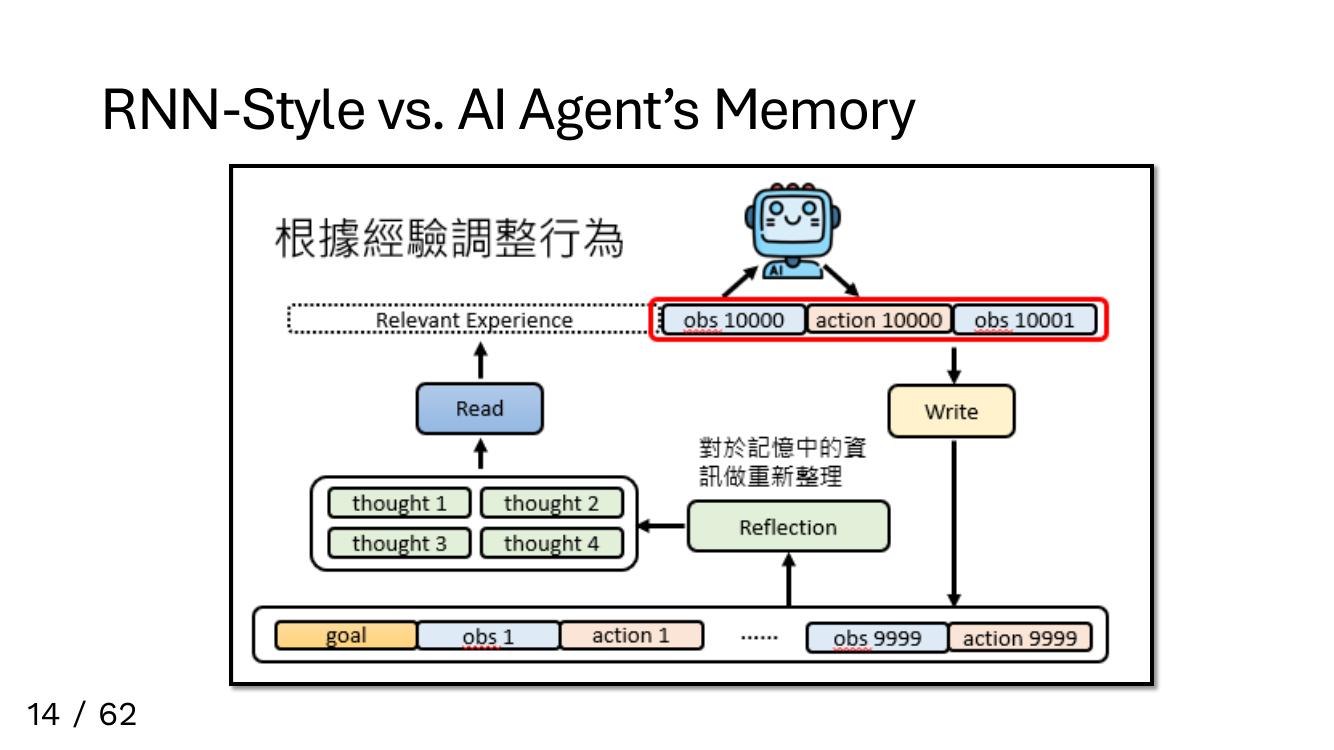 RNN-Style vs. AI Agent’s Memory
根據經驗調整行為
AI
Relevant Experience
obs 10000
action 10000
obs 10001
Read
Write
對於記憶中的資
訊做重新整理
thought 1
thought 2
thought 3
thought 4
Reflection
goal
obs 1
action 1
......
obs 9999
action 9999
14 / 62